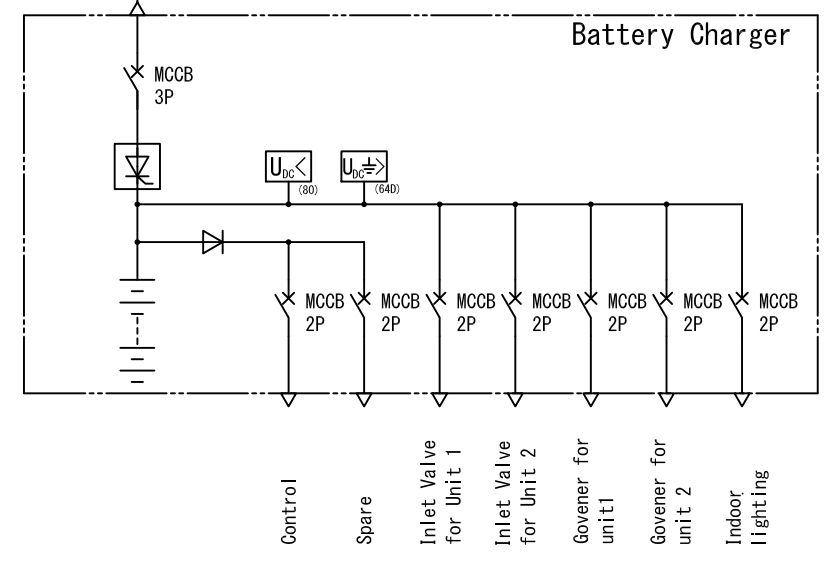 Battery Charger
MCCB
3P
UDC<
(80)
UDC⏚>
(64D)
MCCB
2P
MCCB
2P
MCCB
2P
MCCB
2P
MCCB
2P
MCCB
2P
MCCB
2P
Control
Spare
Inlet Valve
for Unit 1
Inlet Valve
for Unit 2
Govener for
unit1
Govener for
unit 2
Indoor
lighting